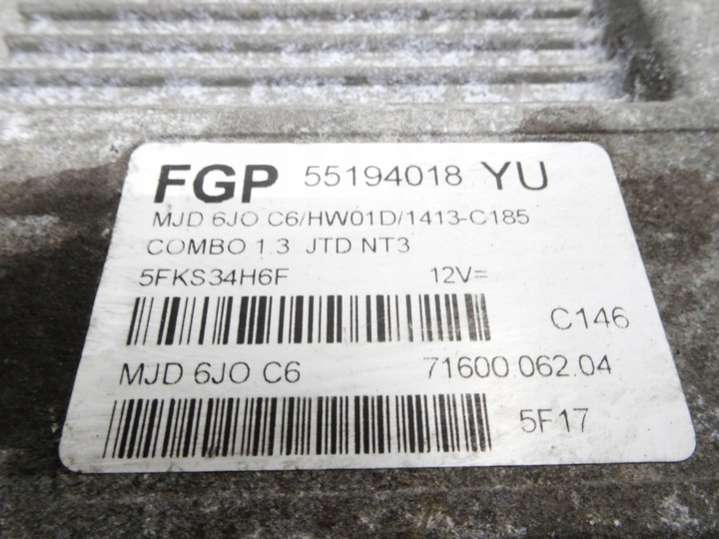 FGP 55194018 YU
MJD 6JO C6/HW01D/1413-C185
COMBO 1.3 JTD NT3
5FKS34H6F 12V=
C146
MJD 6JO C6 71600.062.04
5F17